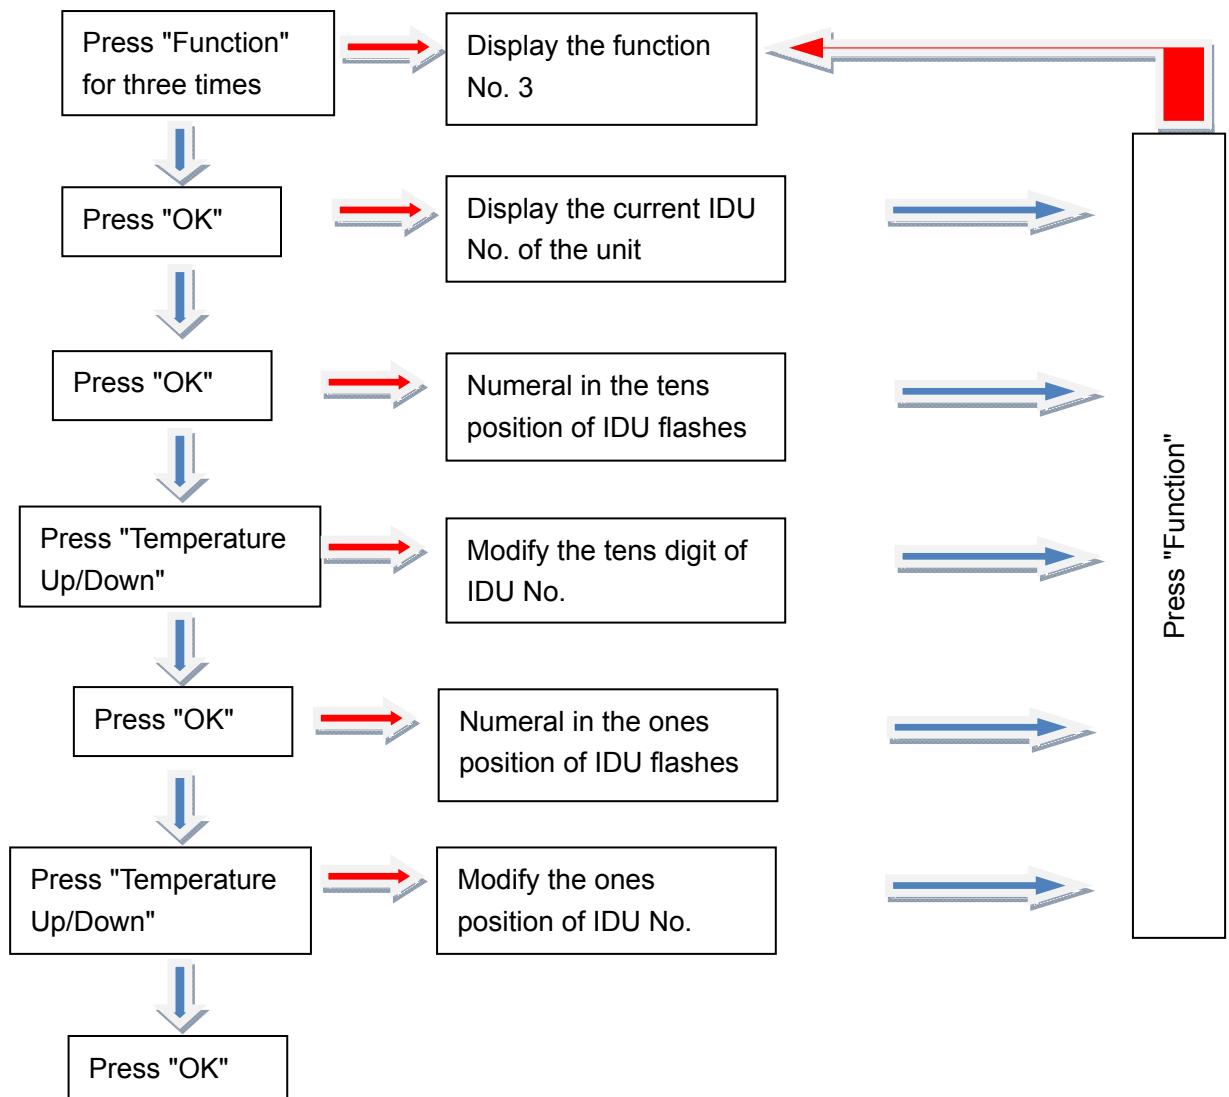 Press "Function"
for three times
Display the function
No. 3
Press "OK"
Display the current IDU
No. of the unit
Press "OK"
Numeral in the tens
position of IDU flashes
Press "Temperature
Up/Down"
Modify the tens digit of
IDU No.
Press "OK"
Numeral in the ones
position of IDU flashes
Press "Temperature
Up/Down"
Modify the ones
position of IDU No.
Press "OK"
Press "Function"